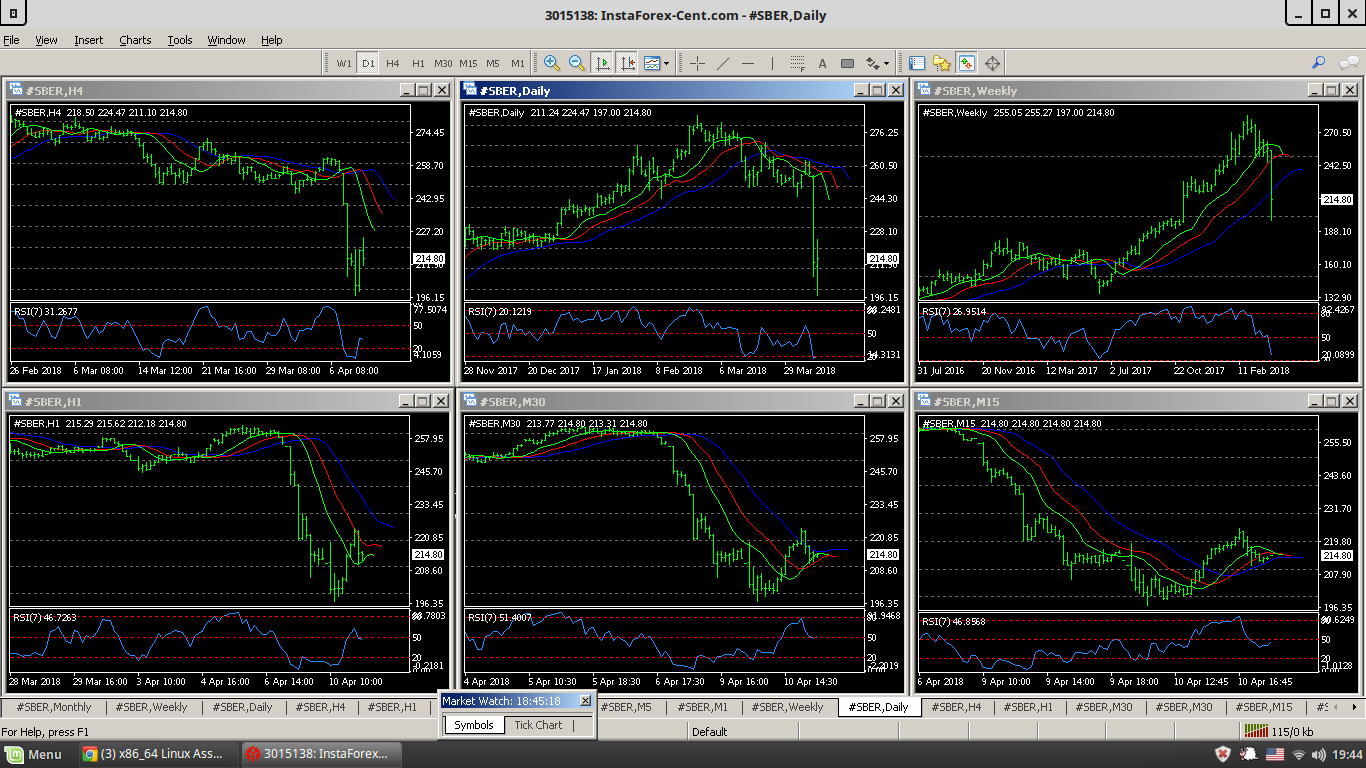 3015138: InstaForex-Cent.com - #SBER,Daily
File View Insert Charts Tools Window Help
W1 D1 H4 H1 M30 M15 M5 M1
#SBER,H4
#SBER,H4 218.50 224.47 211.10 214.80
274.45
258.70
242.95
227.20
214.80
196.15
RSI(7) 31.2677
77.5074
50
20
4.1059
26 Feb 2018 6 Mar 08:00 14 Mar 12:00 21 Mar 16:00 29 Mar 08:00 6 Apr 08:00
#SBER,Daily
#SBER,Daily 211.24 224.47 197.00 214.80
276.25
260.50
244.30
228.10
214.80
196.15
RSI(7) 20.1219
50
28 Nov 2017 20 Dec 2017 17 Jan 2018 8 Feb 2018 6 Mar 2018 29 Mar 2018
#SBER,Weekly
#SBER,Weekly 255.05 255.27 197.00 214.80
270.50
242.50
214.80
188.10
160.10
132.90
RSI(7) 26.9514
50
31 Jul 2016 20 Nov 2016 12 Mar 2017 2 Jul 2017 22 Oct 2017 11 Feb 2018
#SBER,H1
#SBER,H1 215.29 215.62 212.18 214.80
257.95
245.70
233.45
220.85
214.80
208.60
196.35
RSI(7) 46.7263
50
20
28 Mar 2018 29 Mar 16:00 3 Apr 10:00 4 Apr 18:00 6 Apr 14:00 10 Apr 10:00
#SBER,M30
#SBER,M30 213.77 214.80 213.31 214.80
257.95
245.70
233.45
220.85
214.80
208.60
196.35
RSI(7) 51.4007
50
20
4 Apr 2018 5 Apr 10:30 5 Apr 18:30 6 Apr 17:30 9 Apr 16:00 10 Apr 14:30
#SBER,M15
#SBER,M15 214.80 214.80 214.80 214.80
255.50
243.60
231.70
219.80
214.80
207.90
196.35
RSI(7) 46.8568
50
20
6 Apr 2018 9 Apr 10:00 9 Apr 14:00 9 Apr 18:00 10 Apr 12:45 10 Apr 16:45
Market Watch: 18:45:18
Symbols Tick Chart
#SBER,Monthly #SBER,Weekly #SBER,Daily #SBER,H4 #SBER,H1 #SBER,M5 #SBER,M1 #SBER,Weekly #SBER,Daily #SBER,H4 #SBER,H1 #SBER,M30 #SBER,M30 #SBER,M15
For Help, press F1 Default 115/0 kb
Menu (3) x86_64 Linux Ass... 3015138: InstaForex... 19:44